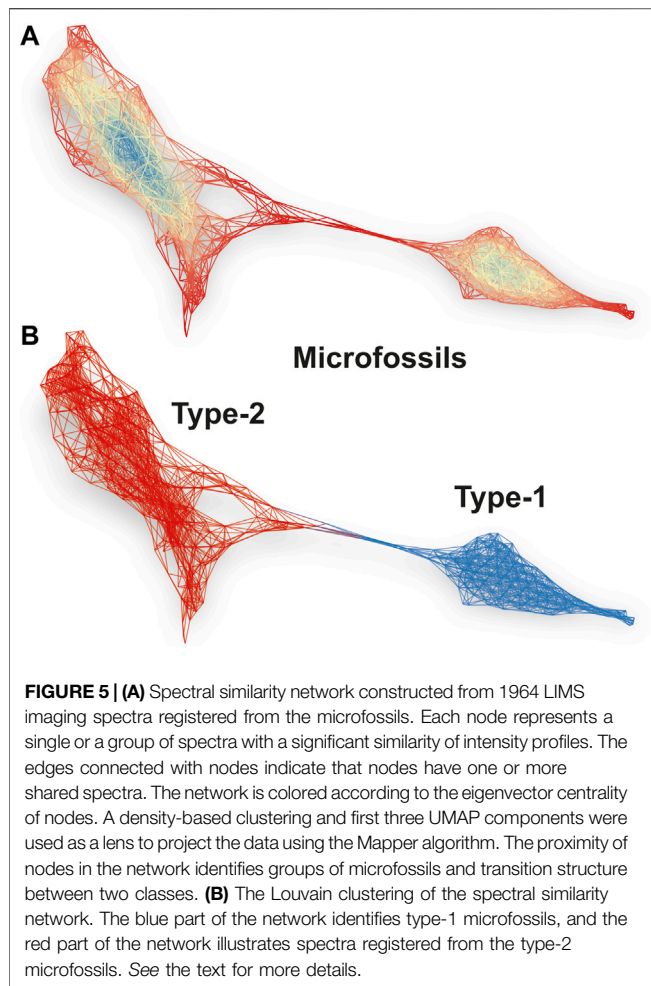 A
B
Microfossils
Type-2
Type-1
FIGURE 5 | (A) Spectral similarity network constructed from 1964 LIMS
imaging spectra registered from the microfossils. Each node represents a
single or a group of spectra with a significant similarity of intensity profiles. The
edges connected with nodes indicate that nodes have one or more
shared spectra. The network is colored according to the eigenvector centrality
of nodes. A density-based clustering and first three UMAP components were
used as a lens to project the data using the Mapper algorithm. The proximity of
nodes in the network identifies groups of microfossils and transition structure
between two classes. (B) The Louvain clustering of the spectral similarity
network. The blue part of the network identifies type-1 microfossils, and the
red part of the network illustrates spectra registered from the type-2
microfossils. See the text for more details.